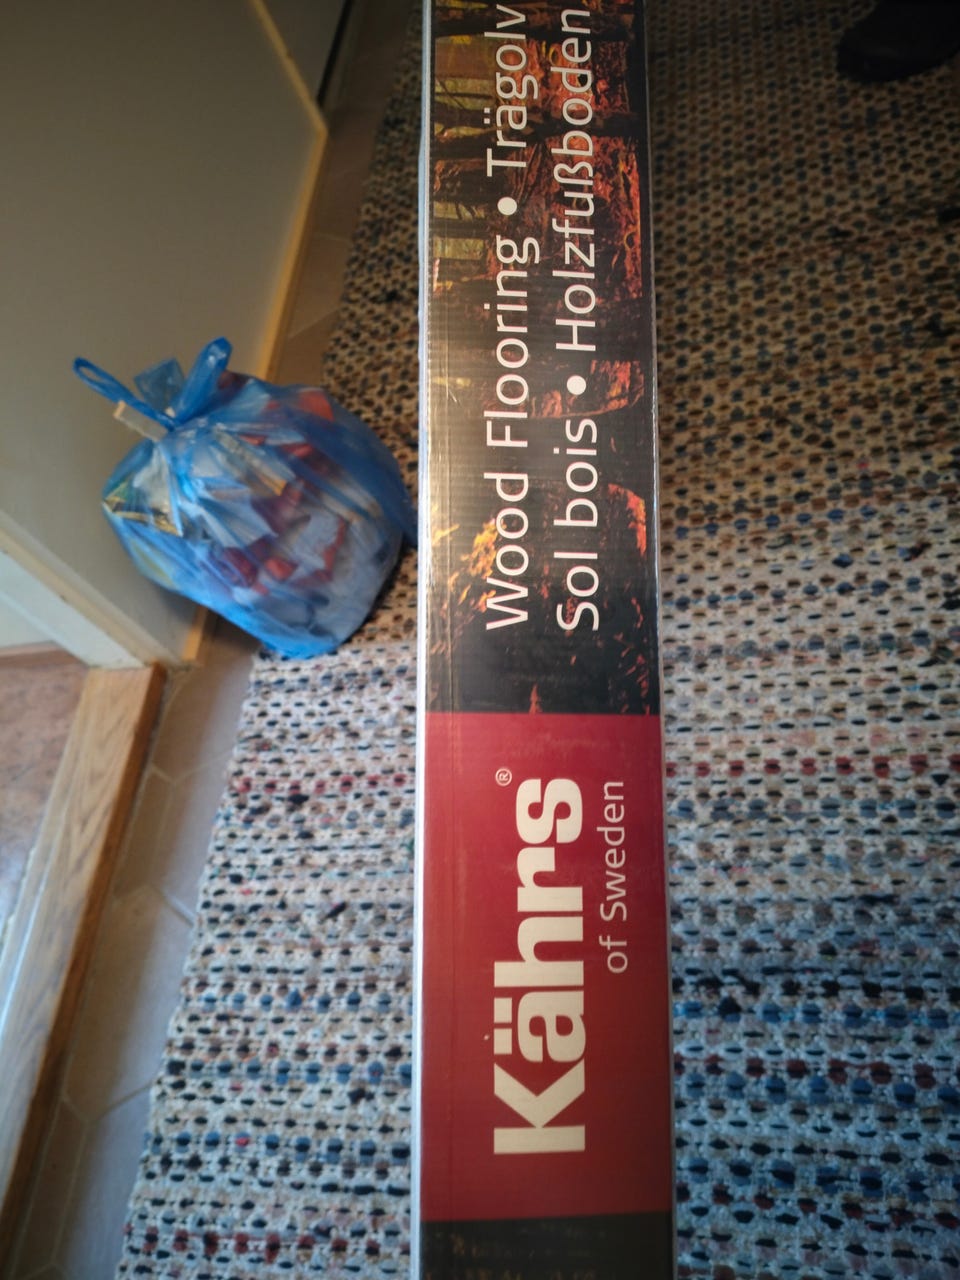 Kährs®
of Sweden
Wood Flooring • Trägolv
Sol bois • Holzfußboden